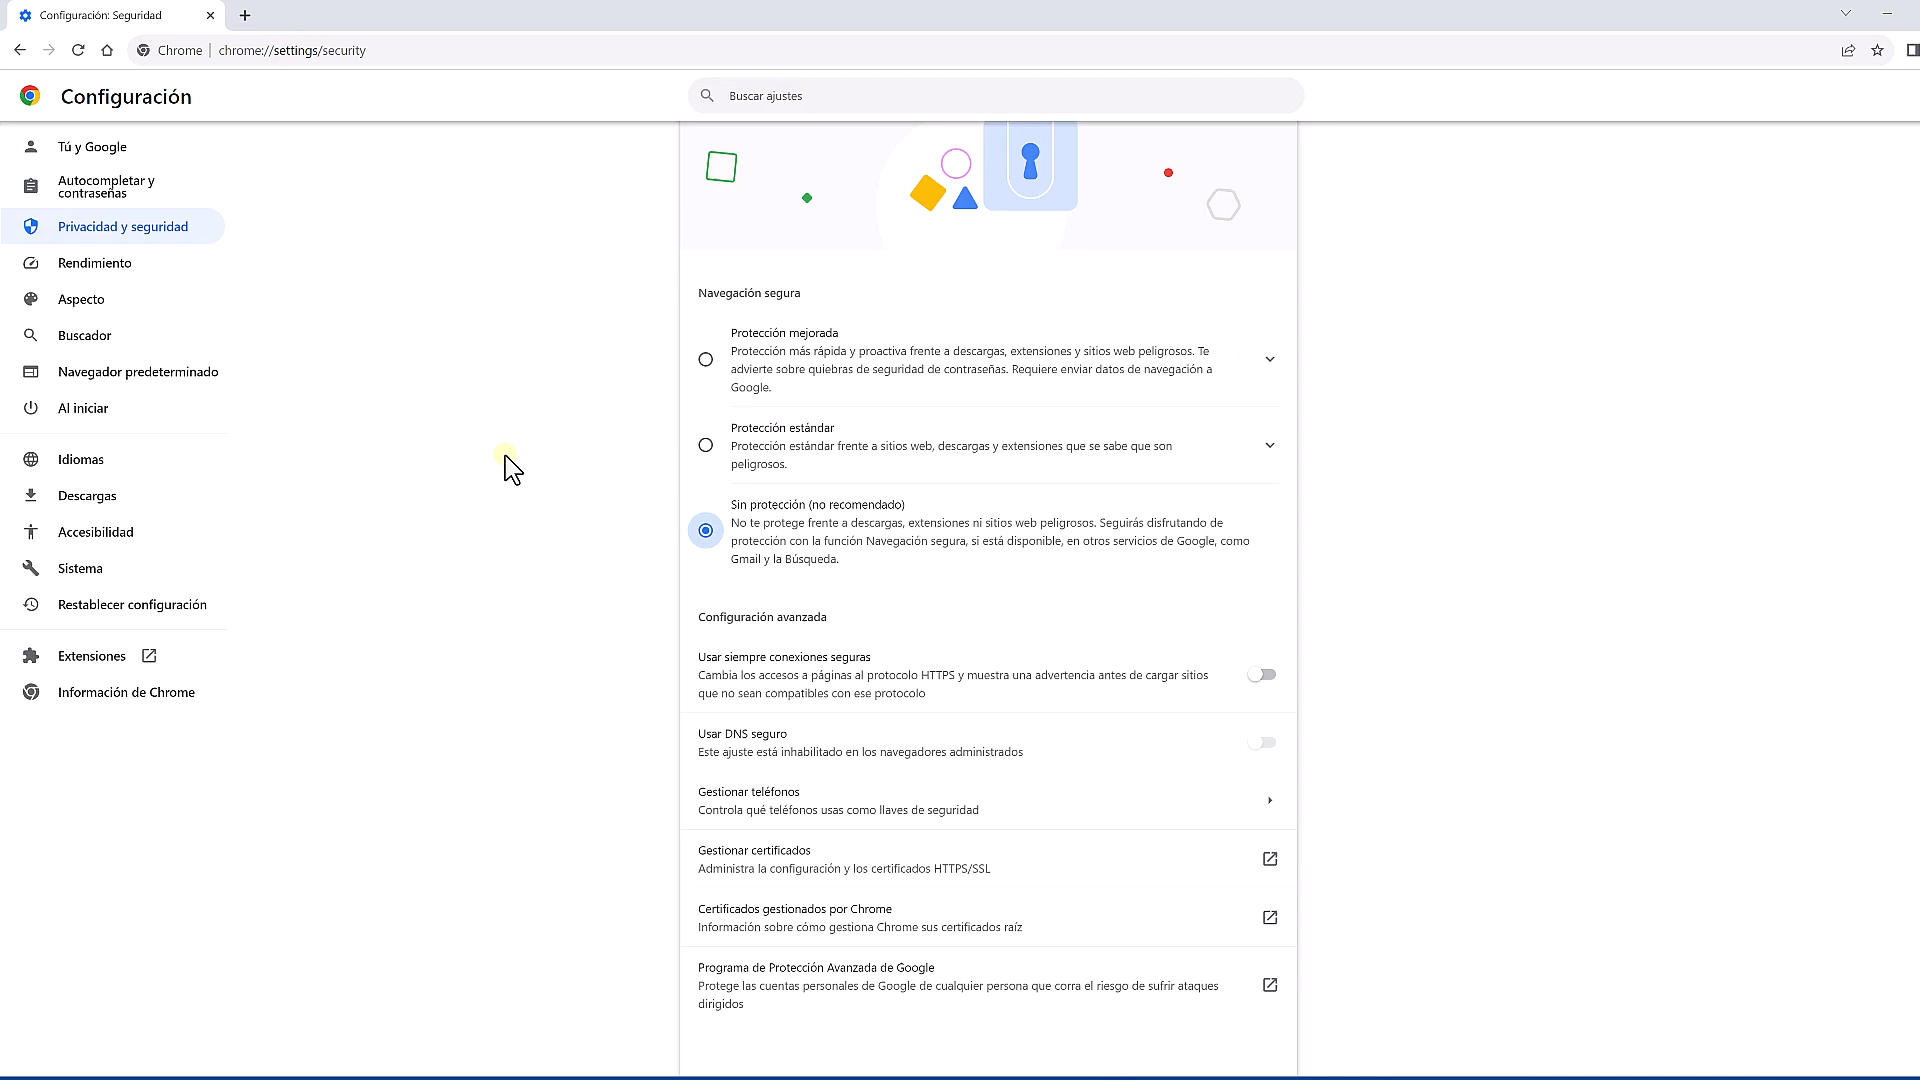 Configuración: Seguridad
Chrome
chrome://settings/security
Configuración
Buscar ajustes
Tú y Google
Autocompletar y
contraseñas
Privacidad y seguridad
Rendimiento
Aspecto
Buscador
Navegador predeterminado
Al iniciar
Idiomas
Descargas
Accesibilidad
Sistema
Restablecer configuración
Extensiones
Información de Chrome
Navegación segura
Protección mejorada
Protección más rápida y proactiva frente a descargas, extensiones y sitios web peligrosos. Te
advierte sobre quiebras de seguridad de contraseñas. Requiere enviar datos de navegación a
Google.
Protección estándar
Protección estándar frente a sitios web, descargas y extensiones que se sabe que son
peligrosos.
Sin protección (no recomendado)
No te protege frente a descargas, extensiones ni sitios web peligrosos. Seguirás disfrutando de
protección con la función Navegación segura, si está disponible, en otros servicios de Google, como
Gmail y la Búsqueda.
Configuración avanzada
Usar siempre conexiones seguras
Cambia los accesos a páginas al protocolo HTTPS y muestra una advertencia antes de cargar sitios
que no sean compatibles con ese protocolo
Usar DNS seguro
Este ajuste está inhabilitado en los navegadores administrados
Gestionar teléfonos
Controla qué teléfonos usas como llaves de seguridad
Gestionar certificados
Administra la configuración y los certificados HTTPS/SSL
Certificados gestionados por Chrome
Información sobre cómo gestiona Chrome sus certificados raíz
Programa de Protección Avanzada de Google
Protege las cuentas personales de Google de cualquier persona que corra el riesgo de sufrir ataques
dirigidos